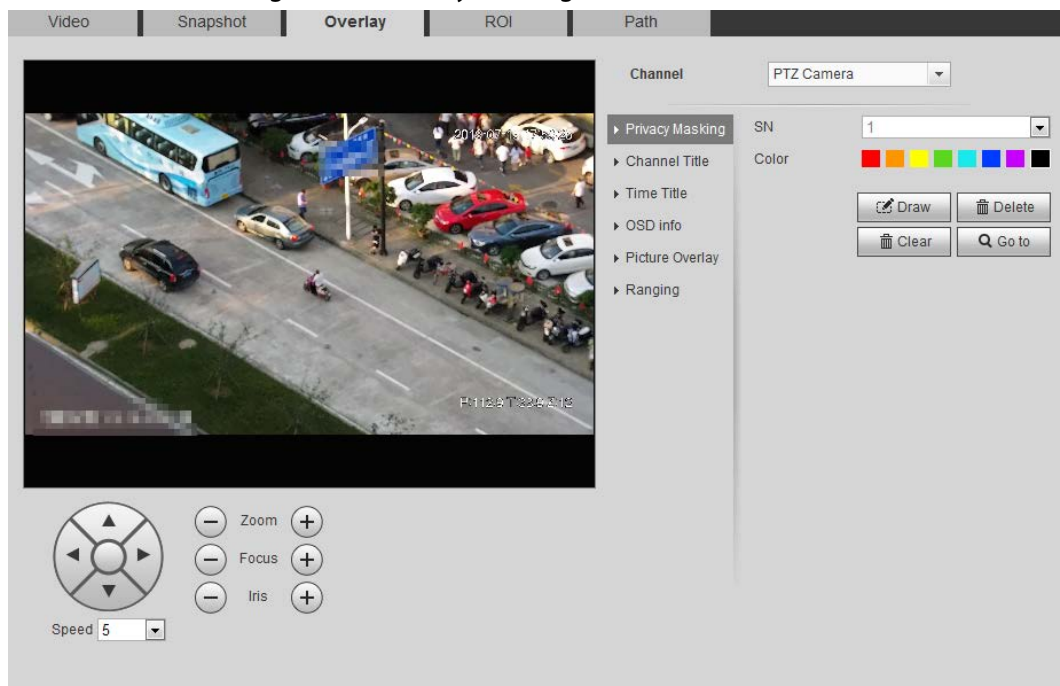 Video Snapshot Overlay ROI Path
Channel PTZ Camera
Privacy Masking
Channel Title
Time Title
OSD info
Picture Overlay
Ranging
SN 1
Color
Draw Delete
Clear Go to
Zoom
Focus
Iris
Speed 5